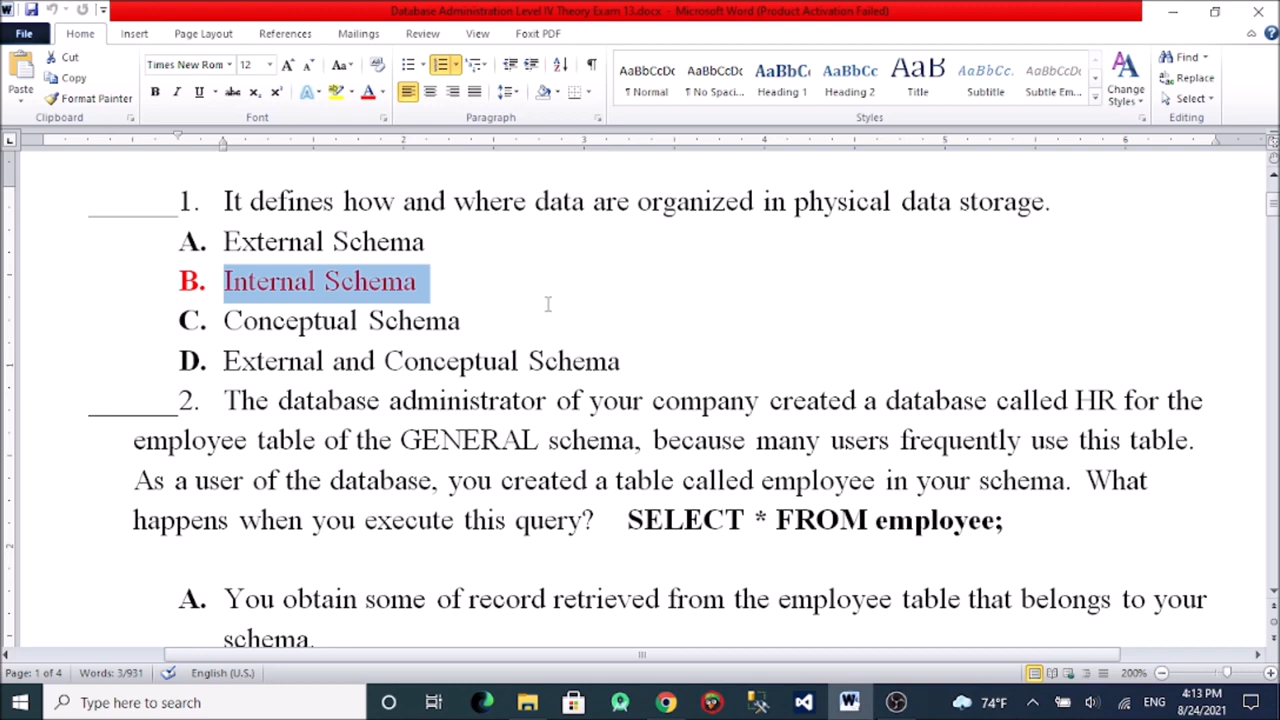 Database Administration Level IV Theory Exam 13.docx - Microsoft Word (Product Activation Failed)
File Home Insert Page Layout References Mailings Review View Foxit PDF
Cut
Copy
Format Painter
Paste
Times New Rom 12
B I U abc
AaBbCcDc AaBbCcDc AaBbCc AaBbCc AaB AaBbCcDc AaBbCcDc
¶ Normal ¶ No Spaci... Heading 1 Heading 2 Title Subtitle Subtle Em...
Change Styles
Find
Replace
Select
Clipboard Font Paragraph Styles Editing
2 3 4 5 6
1. It defines how and where data are organized in physical data storage.
A. External Schema
B. Internal Schema
C. Conceptual Schema
D. External and Conceptual Schema
2. The database administrator of your company created a database called HR for the
employee table of the GENERAL schema, because many users frequently use this table.
As a user of the database, you created a table called employee in your schema. What
happens when you execute this query? SELECT * FROM employee;
A. You obtain some of record retrieved from the employee table that belongs to your
schema.
Page: 1 of 4 Words: 3/931 English (U.S.) 200%
Type here to search
74°F ENG 4:13 PM
8/24/2021